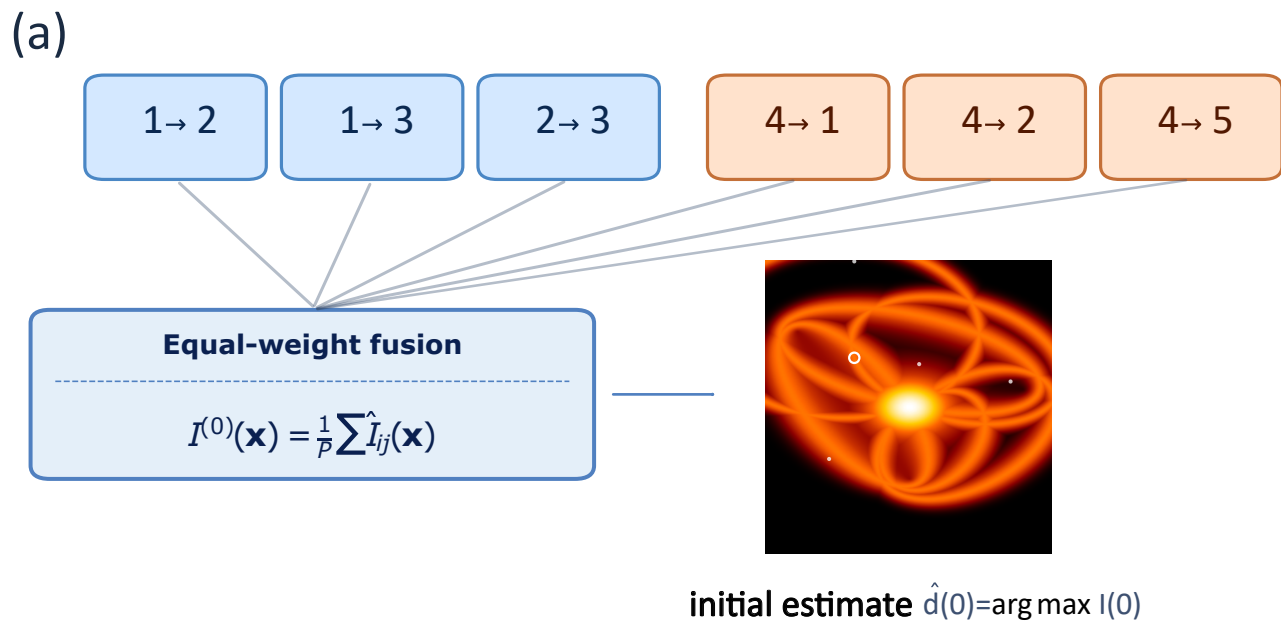 (a)
1→ 2 1→ 3 2→ 3 4→ 1 4→ 2 4→ 5
Equal-weight fusion
I⁽⁰⁾(𝐱) = 1/P ∑ Î_ij(𝐱)
initial estimate d̂(0)=arg max I(0)